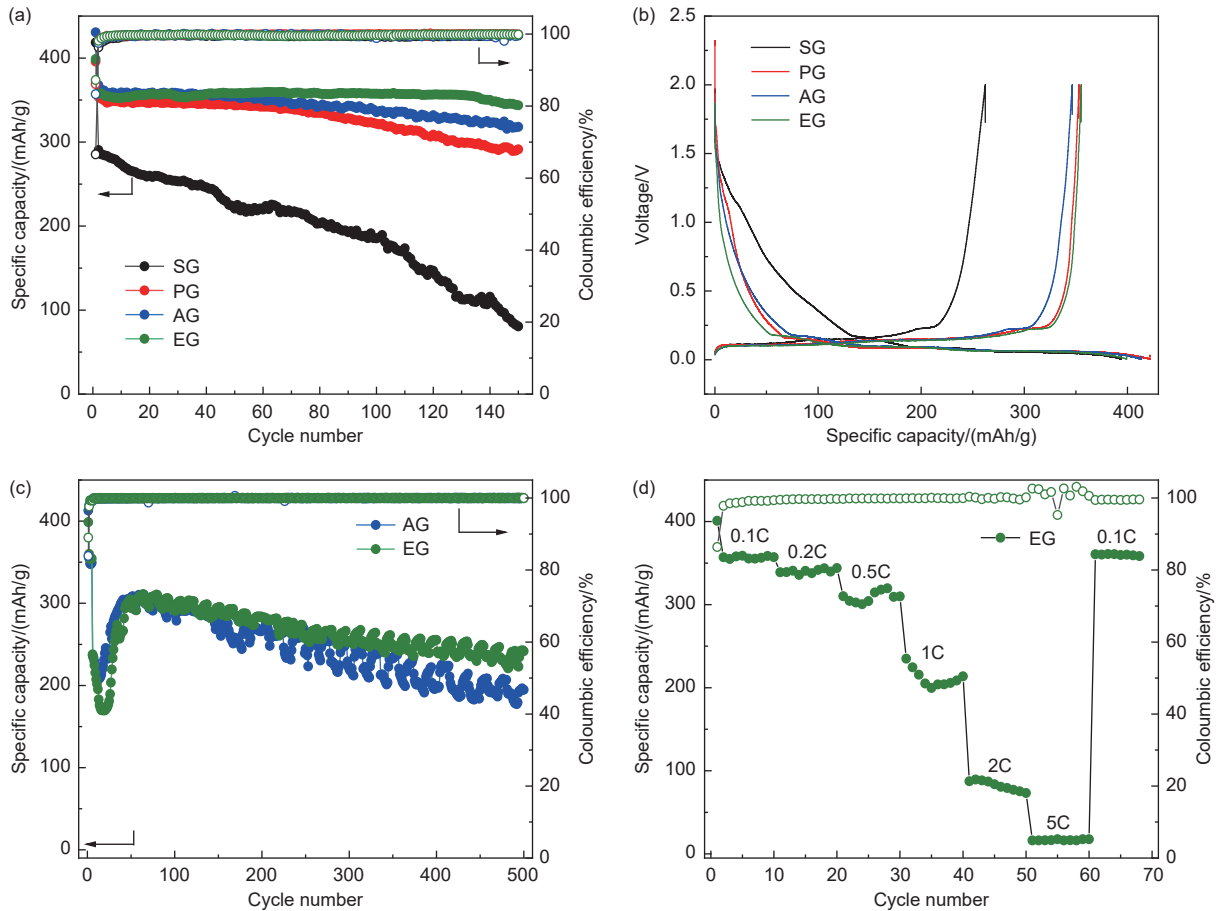 (a)
400
300
200
100
0
Specific capacity/(mAh/g)
100
80
60
40
20
0
Coloumbic efficiency/%
SG
PG
AG
EG
0 20 40 60 80 100 120 140
Cycle number
(b)
2.5
2.0
1.5
1.0
0.5
0.0
Voltage/V
SG
PG
AG
EG
0 100 200 300 400
Specific capacity/(mAh/g)
(c)
400
350
300
250
200
150
100
50
0
Specific capacity/(mAh/g)
100
80
60
40
20
0
Coloumbic efficiency/%
AG
EG
0 100 200 300 400 500
Cycle number
(d)
400
300
200
100
0
Specific capacity/(mAh/g)
100
80
60
40
20
0
Coloumbic efficiency/%
0.1C
0.2C
0.5C
1C
2C
5C
0.1C
EG
0 10 20 30 40 50 60 70
Cycle number